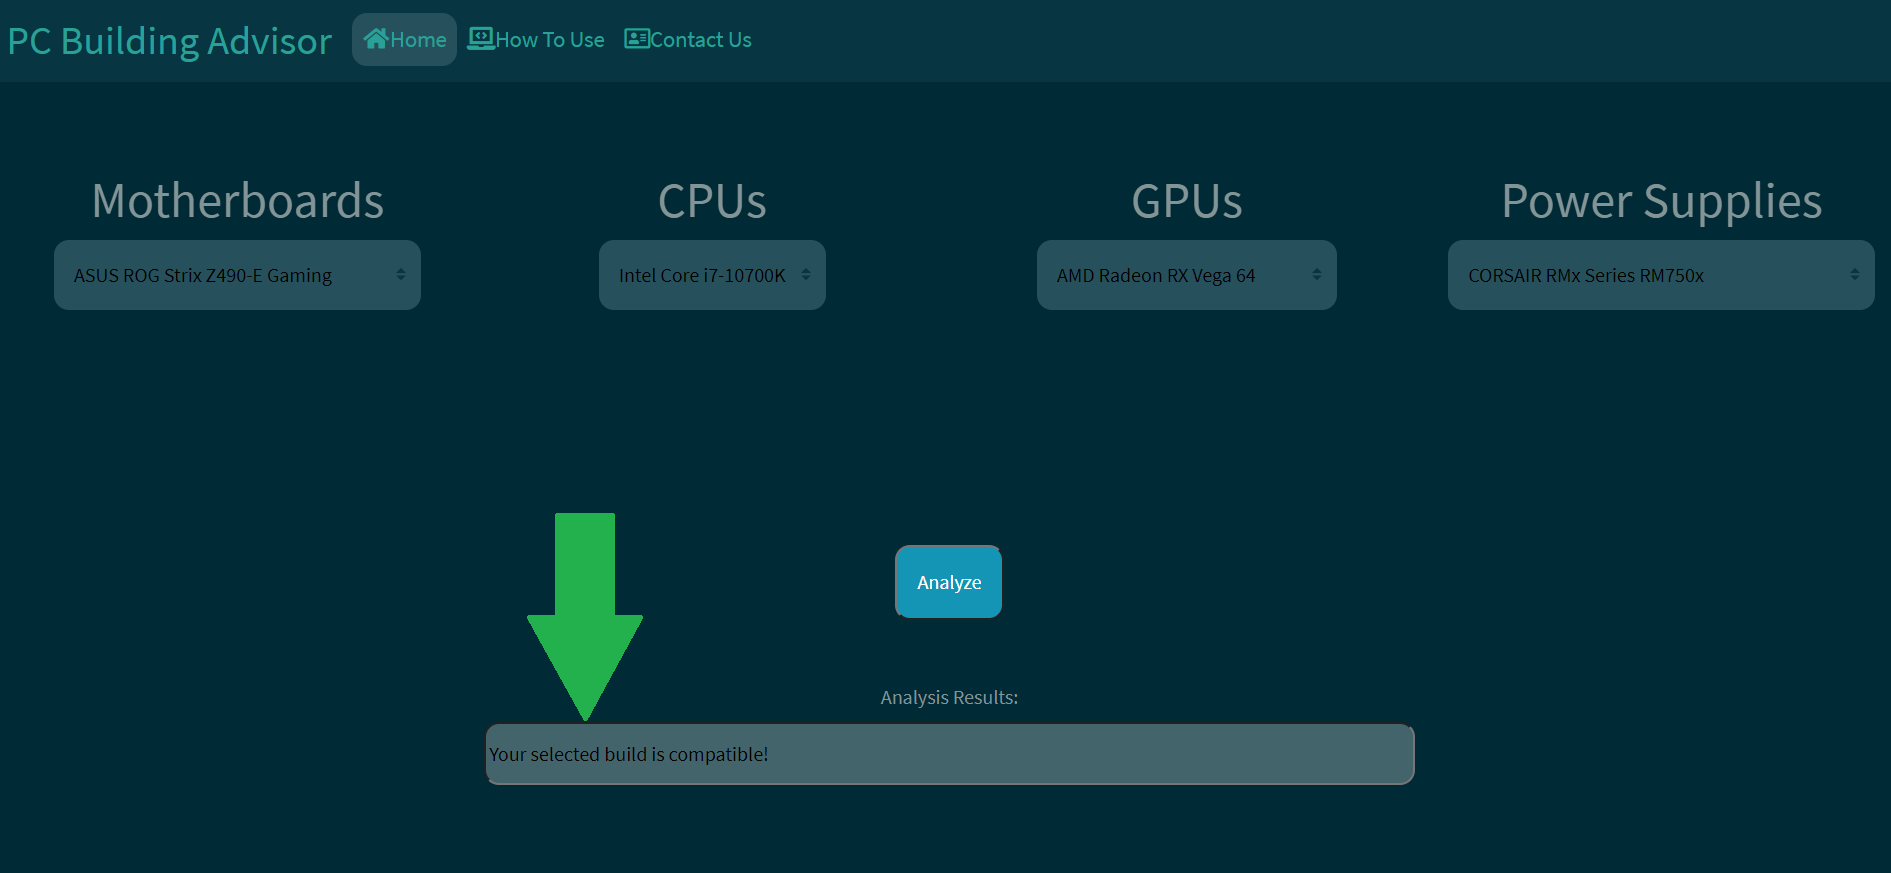 PC Building Advisor Home How To Use Contact Us
Motherboards CPUs GPUs Power Supplies
ASUS ROG Strix Z490-E Gaming Intel Core i7-10700K AMD Radeon RX Vega 64 CORSAIR RMx Series RM750x
Analyze
Analysis Results:
Your selected build is compatible!